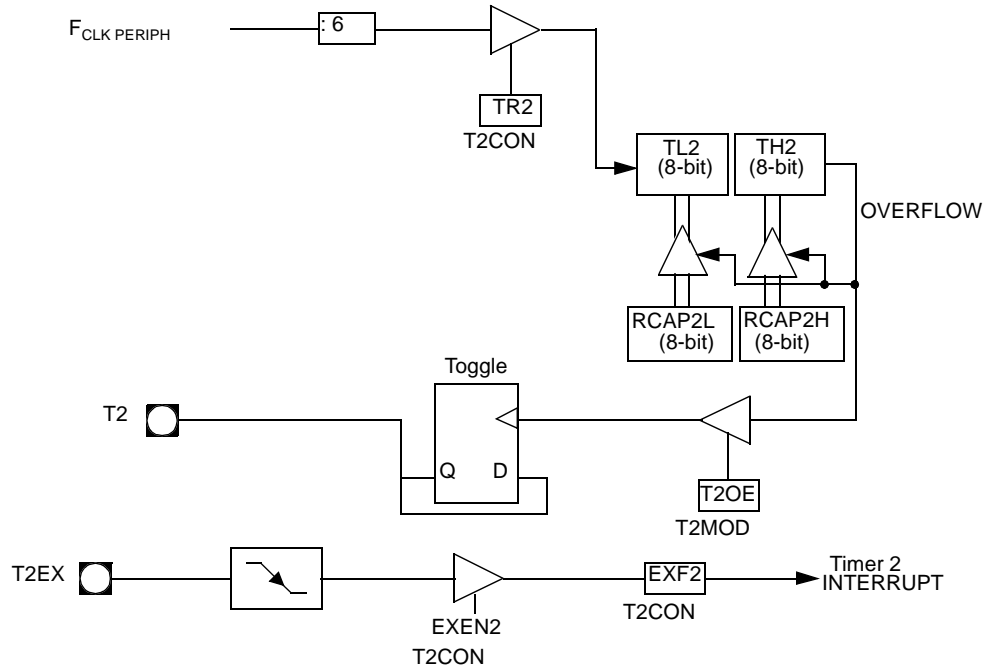 FCLK PERIPH
: 6
TR2
T2CON
TL2
(8-bit)
TH2
(8-bit)
OVERFLOW
RCAP2L
(8-bit)
RCAP2H
(8-bit)
Toggle
T2
Q
D
T2OE
T2MOD
T2EX
EXEN2
T2CON
EXF2
T2CON
Timer 2
INTERRUPT